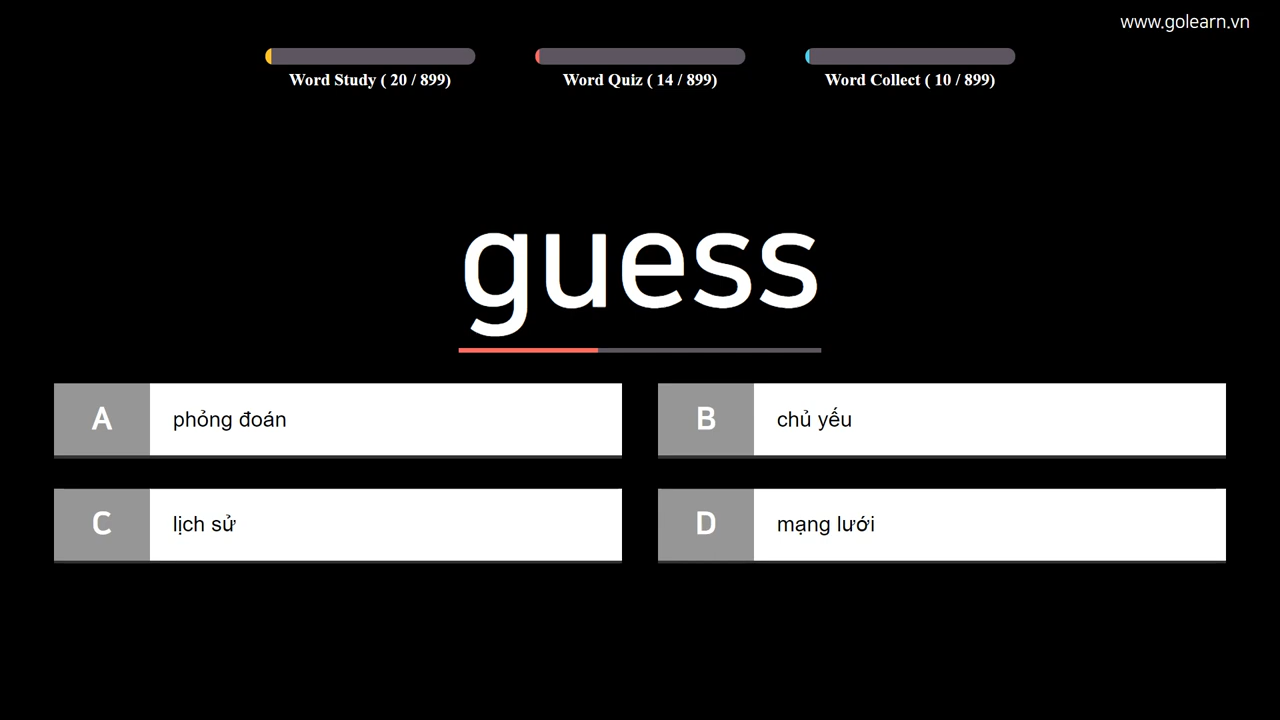 www.golearn.vn
Word Study ( 20 / 899)
Word Quiz ( 14 / 899)
Word Collect ( 10 / 899)
guess
A phỏng đoán
B chủ yếu
C lịch sử
D mạng lưới